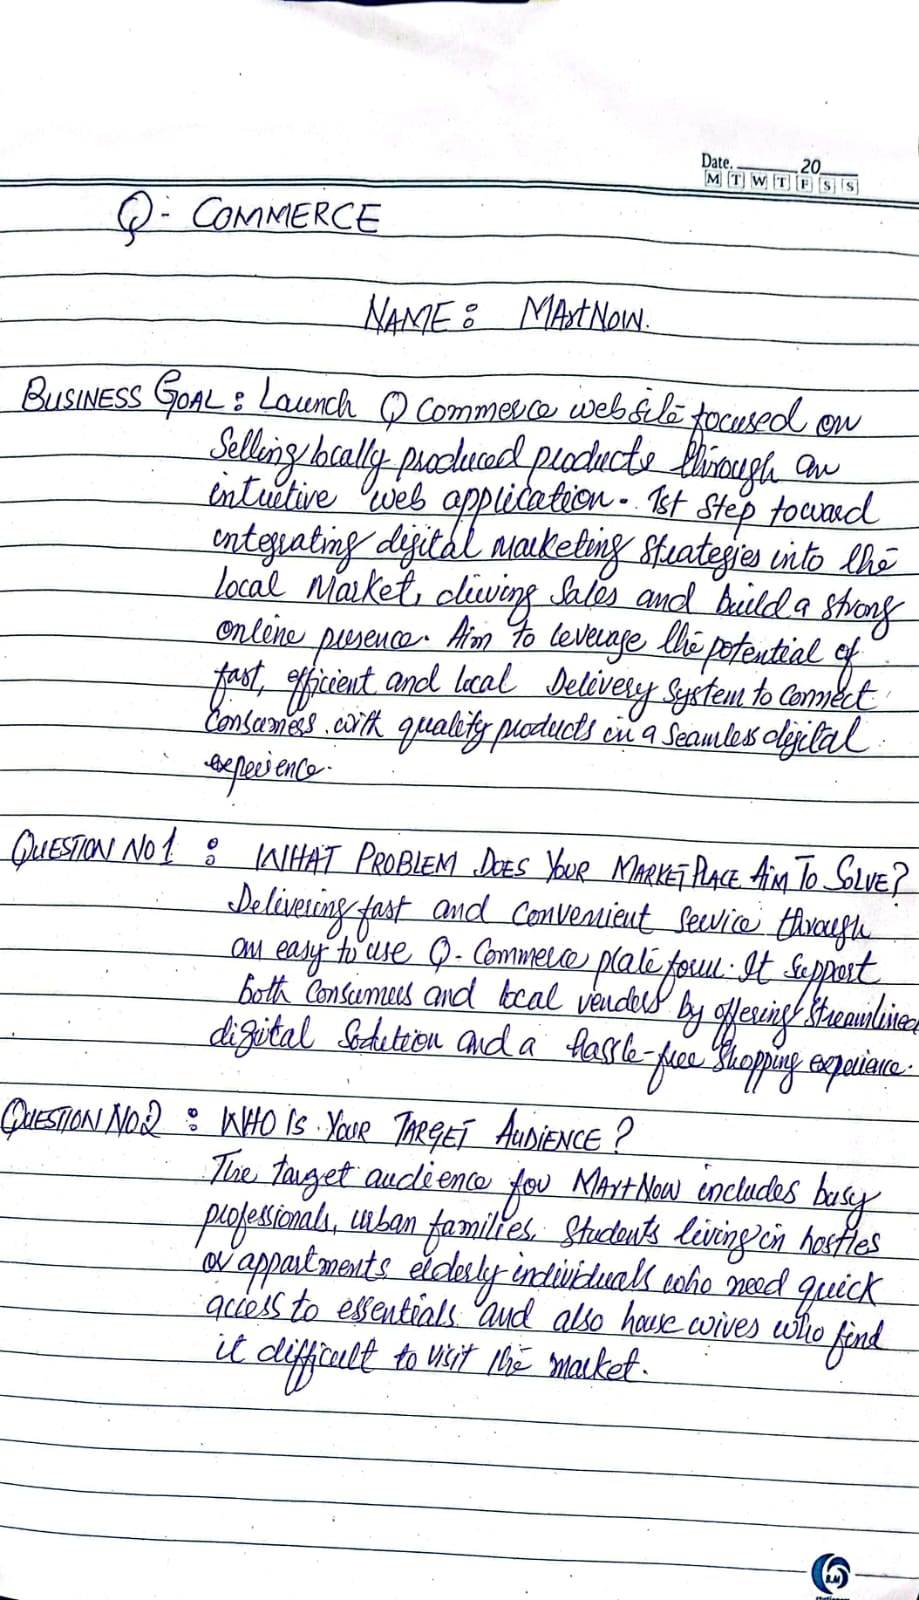 Date. 20
M T W T F S S
Q- COMMERCE
NAME: MArtNOW.
BUSINESS GOAL: Launch Q Commerce website focused on
Selling locally produced products through an
intuetive web application. 1st Step toward
integrating digital marketing strategies into the
local Market, driving Sales and build a strong
online presence. Aim to leverage the potential of
fast, efficient and local Delivery System to Connect
Consumers with quality products in a seamless digital
experience.
QUESTION NO 1 : WHAT PROBLEM DOES YOUR MARKETPLACE AIM TO SOLVE?
Delivering fast and Convenient Service through
an easy to use Q-Commerce plateform. It Support
both Consumers and local venders by offering Streamlined
digital Solution and a hassle-free Shopping experience.
QUESTION NO.2 : WHO IS YOUR TARGET AUDIENCE?
The target audience for MArtNow includes busy
professionals, urban families, Students living in hostles
or appartments, elderly individuals who need quick
access to essentials and also house wives who find
it difficult to visit the market.
R.M